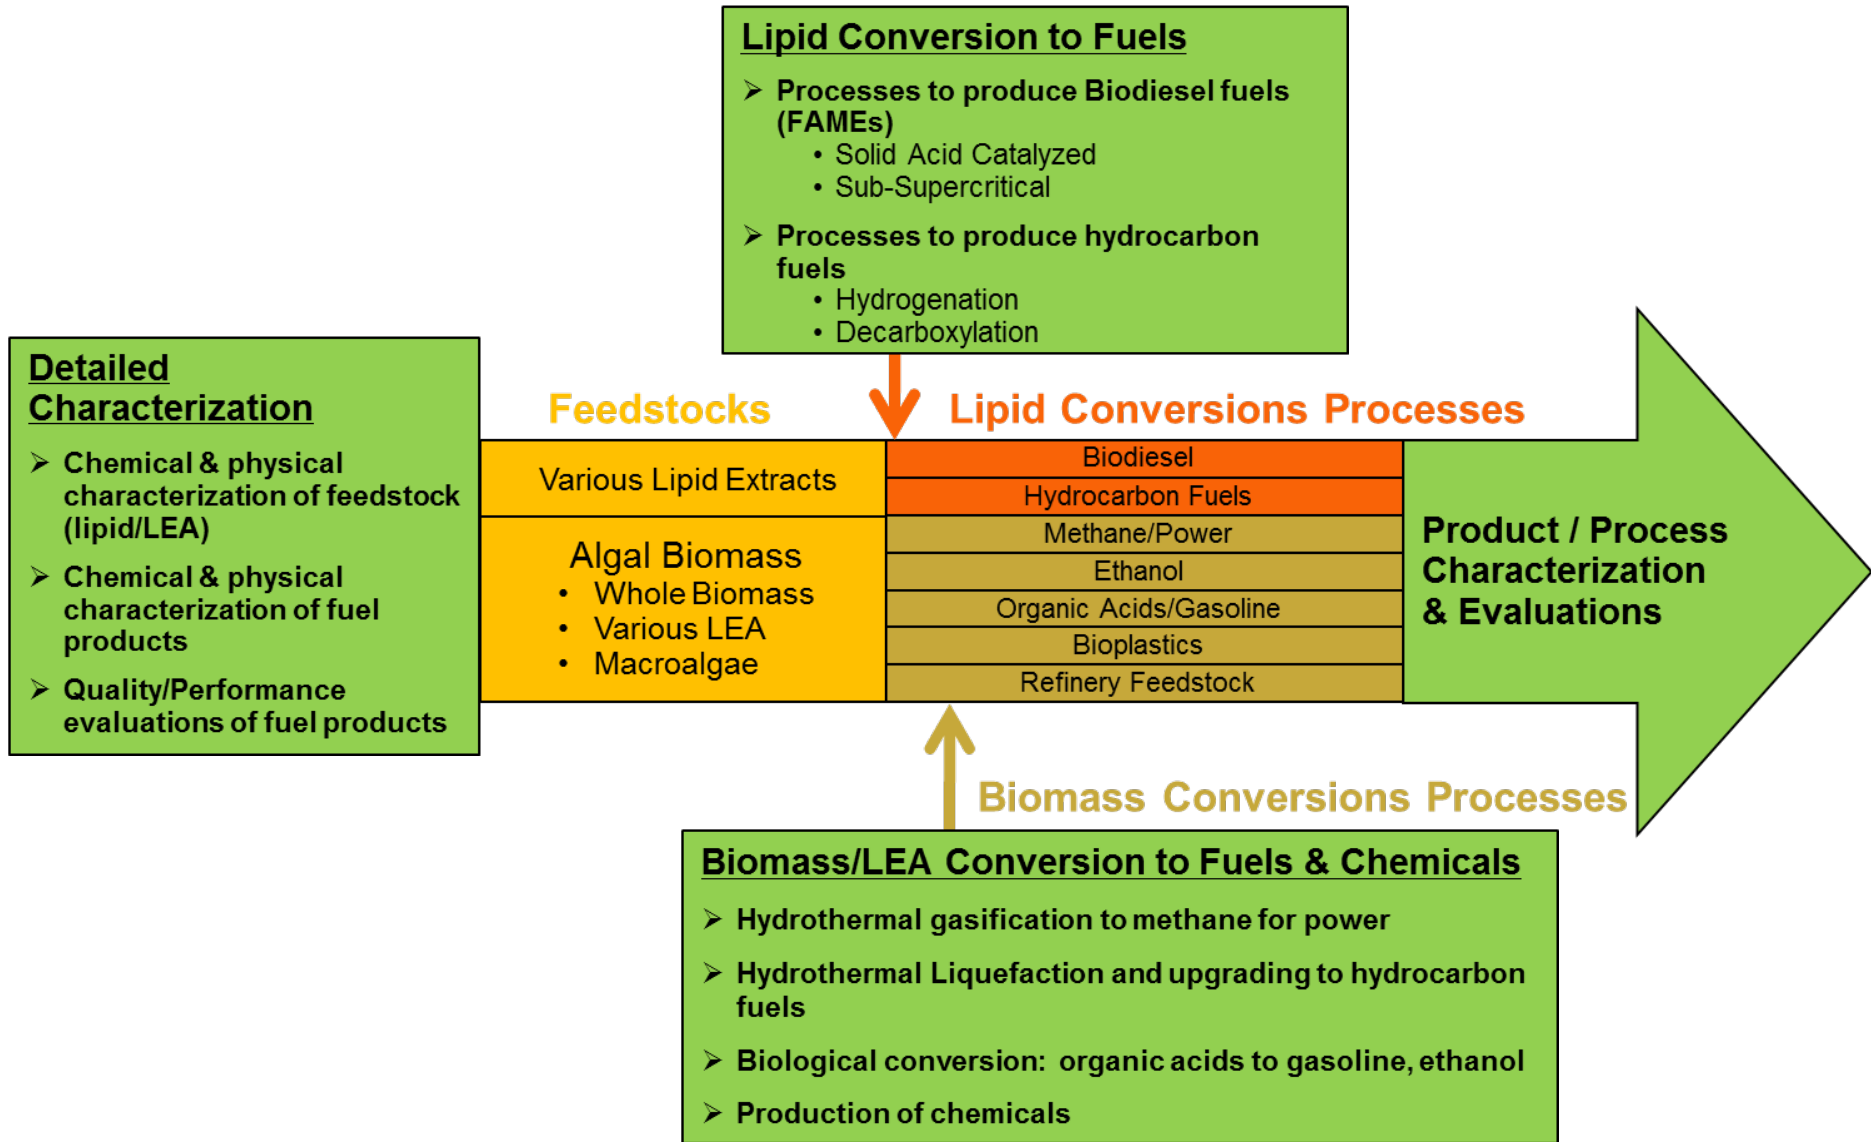 Lipid Conversion to Fuels
➢ Processes to produce Biodiesel fuels
(FAMEs)
• Solid Acid Catalyzed
• Sub-Supercritical
➢ Processes to produce hydrocarbon
fuels
• Hydrogenation
• Decarboxylation
Detailed
Characterization
➢ Chemical & physical
characterization of feedstock
(lipid/LEA)
➢ Chemical & physical
characterization of fuel
products
➢ Quality/Performance
evaluations of fuel products
Feedstocks
Various Lipid Extracts
Algal Biomass
• Whole Biomass
• Various LEA
• Macroalgae
Lipid Conversions Processes
Biodiesel
Hydrocarbon Fuels
Methane/Power
Ethanol
Organic Acids/Gasoline
Bioplastics
Refinery Feedstock
Product / Process
Characterization
& Evaluations
Biomass Conversions Processes
Biomass/LEA Conversion to Fuels & Chemicals
➢ Hydrothermal gasification to methane for power
➢ Hydrothermal Liquefaction and upgrading to hydrocarbon
fuels
➢ Biological conversion: organic acids to gasoline, ethanol
➢ Production of chemicals